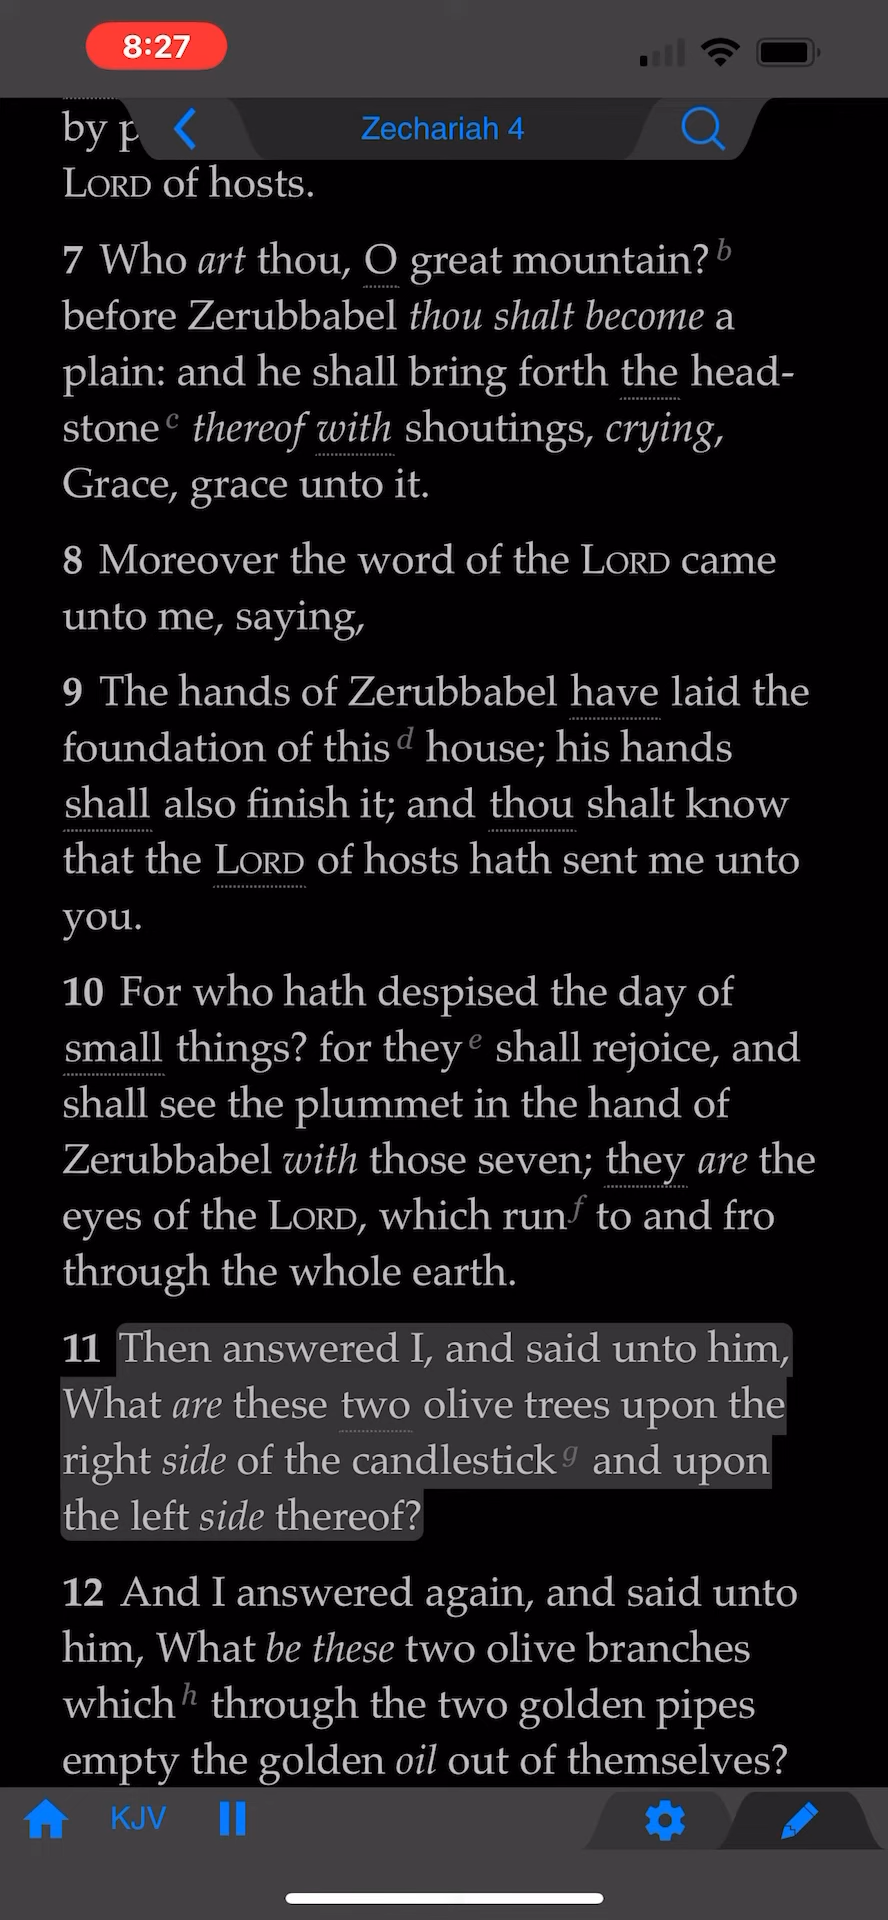 8:27
Zechariah 4
by p
LORD of hosts.
7 Who art thou, O great mountain? b
before Zerubbabel thou shalt become a
plain: and he shall bring forth the head-
stone c thereof with shoutings, crying,
Grace, grace unto it.
8 Moreover the word of the LORD came
unto me, saying,
9 The hands of Zerubbabel have laid the
foundation of this d house; his hands
shall also finish it; and thou shalt know
that the LORD of hosts hath sent me unto
you.
10 For who hath despised the day of
small things? for they e shall rejoice, and
shall see the plummet in the hand of
Zerubbabel with those seven; they are the
eyes of the LORD, which run f to and fro
through the whole earth.
11 Then answered I, and said unto him,
What are these two olive trees upon the
right side of the candlestick g and upon
the left side thereof?
12 And I answered again, and said unto
him, What be these two olive branches
which h through the two golden pipes
empty the golden oil out of themselves?
KJV